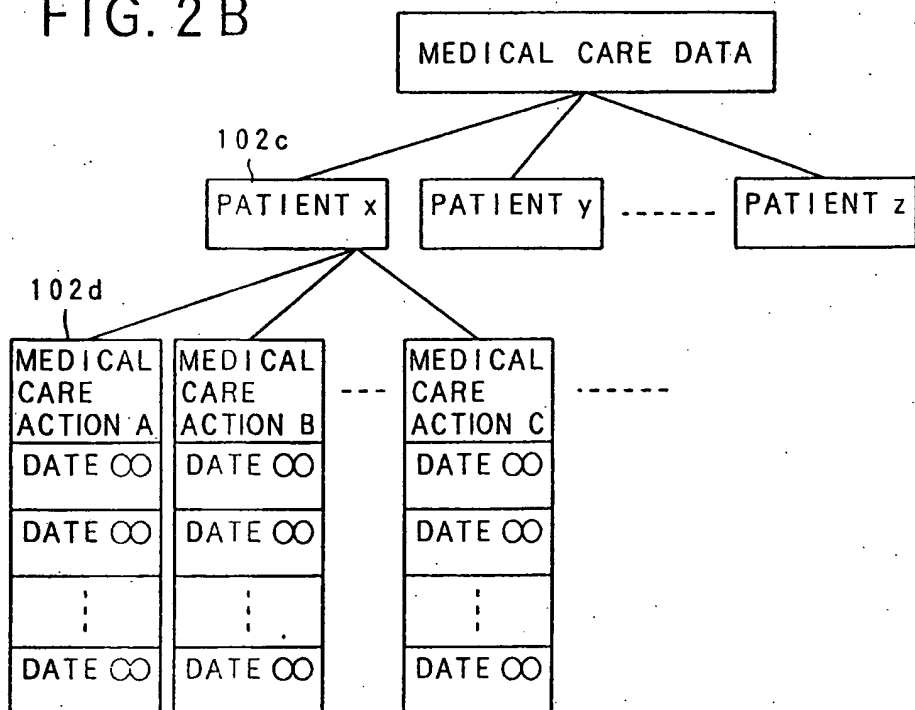 FIG. 2B
MEDICAL CARE DATA
102c
PATIENT x PATIENT y ------ PATIENT z
102d
MEDICAL CARE ACTION A
MEDICAL CARE ACTION B
MEDICAL CARE ACTION C
DATE ○○ DATE ○○ DATE ○○
DATE ○○ DATE ○○ DATE ○○
DATE ○○ DATE ○○ DATE ○○